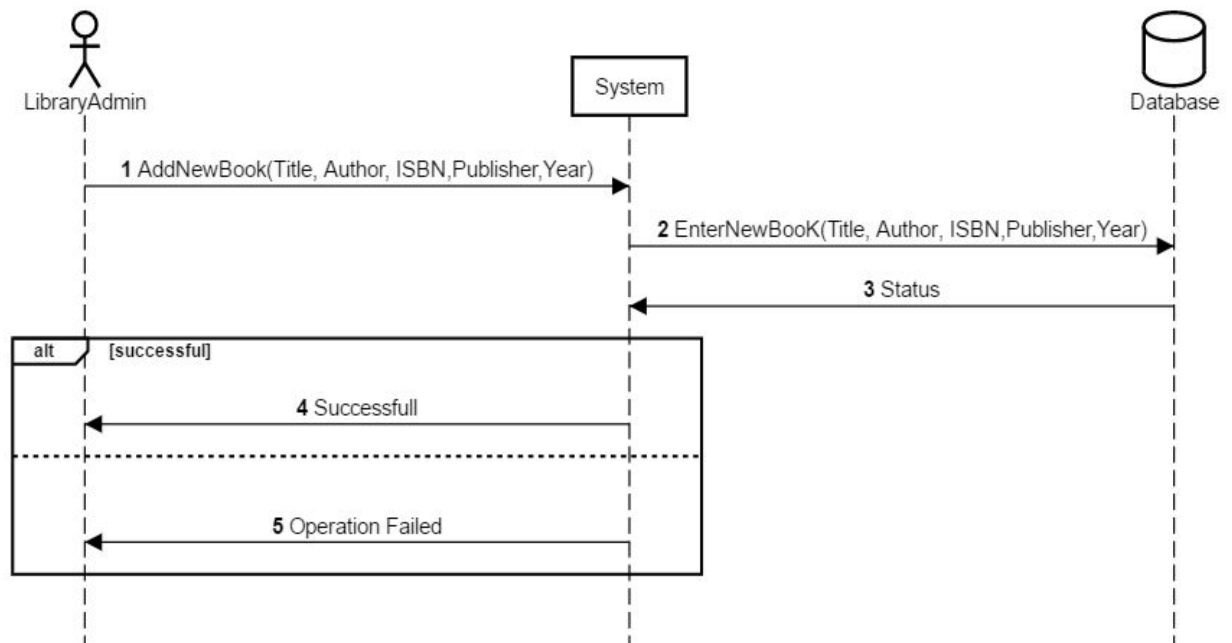 LibraryAdmin
System
Database
1 AddNewBook(Title, Author, ISBN,Publisher,Year)
2 EnterNewBooK(Title, Author, ISBN,Publisher,Year)
3 Status
alt [successful]
4 Successfull
5 Operation Failed